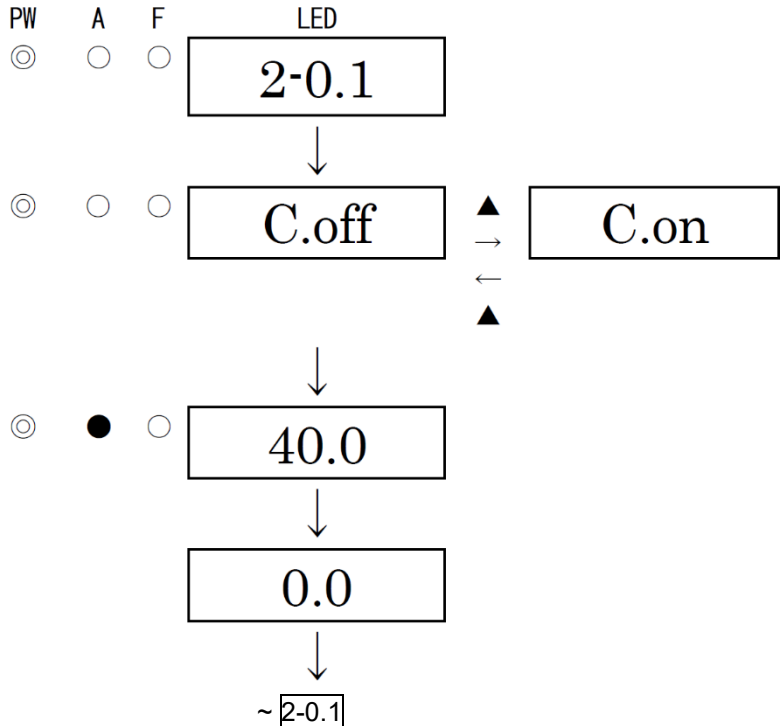 PW A F LED
◎ ○ ○ 2-0.1
↓
◎ ○ ○ C.off ▲ C.on
→
←
▲
↓
◎ ● ○ 40.0
↓
0.0
↓
~ 2-0.1